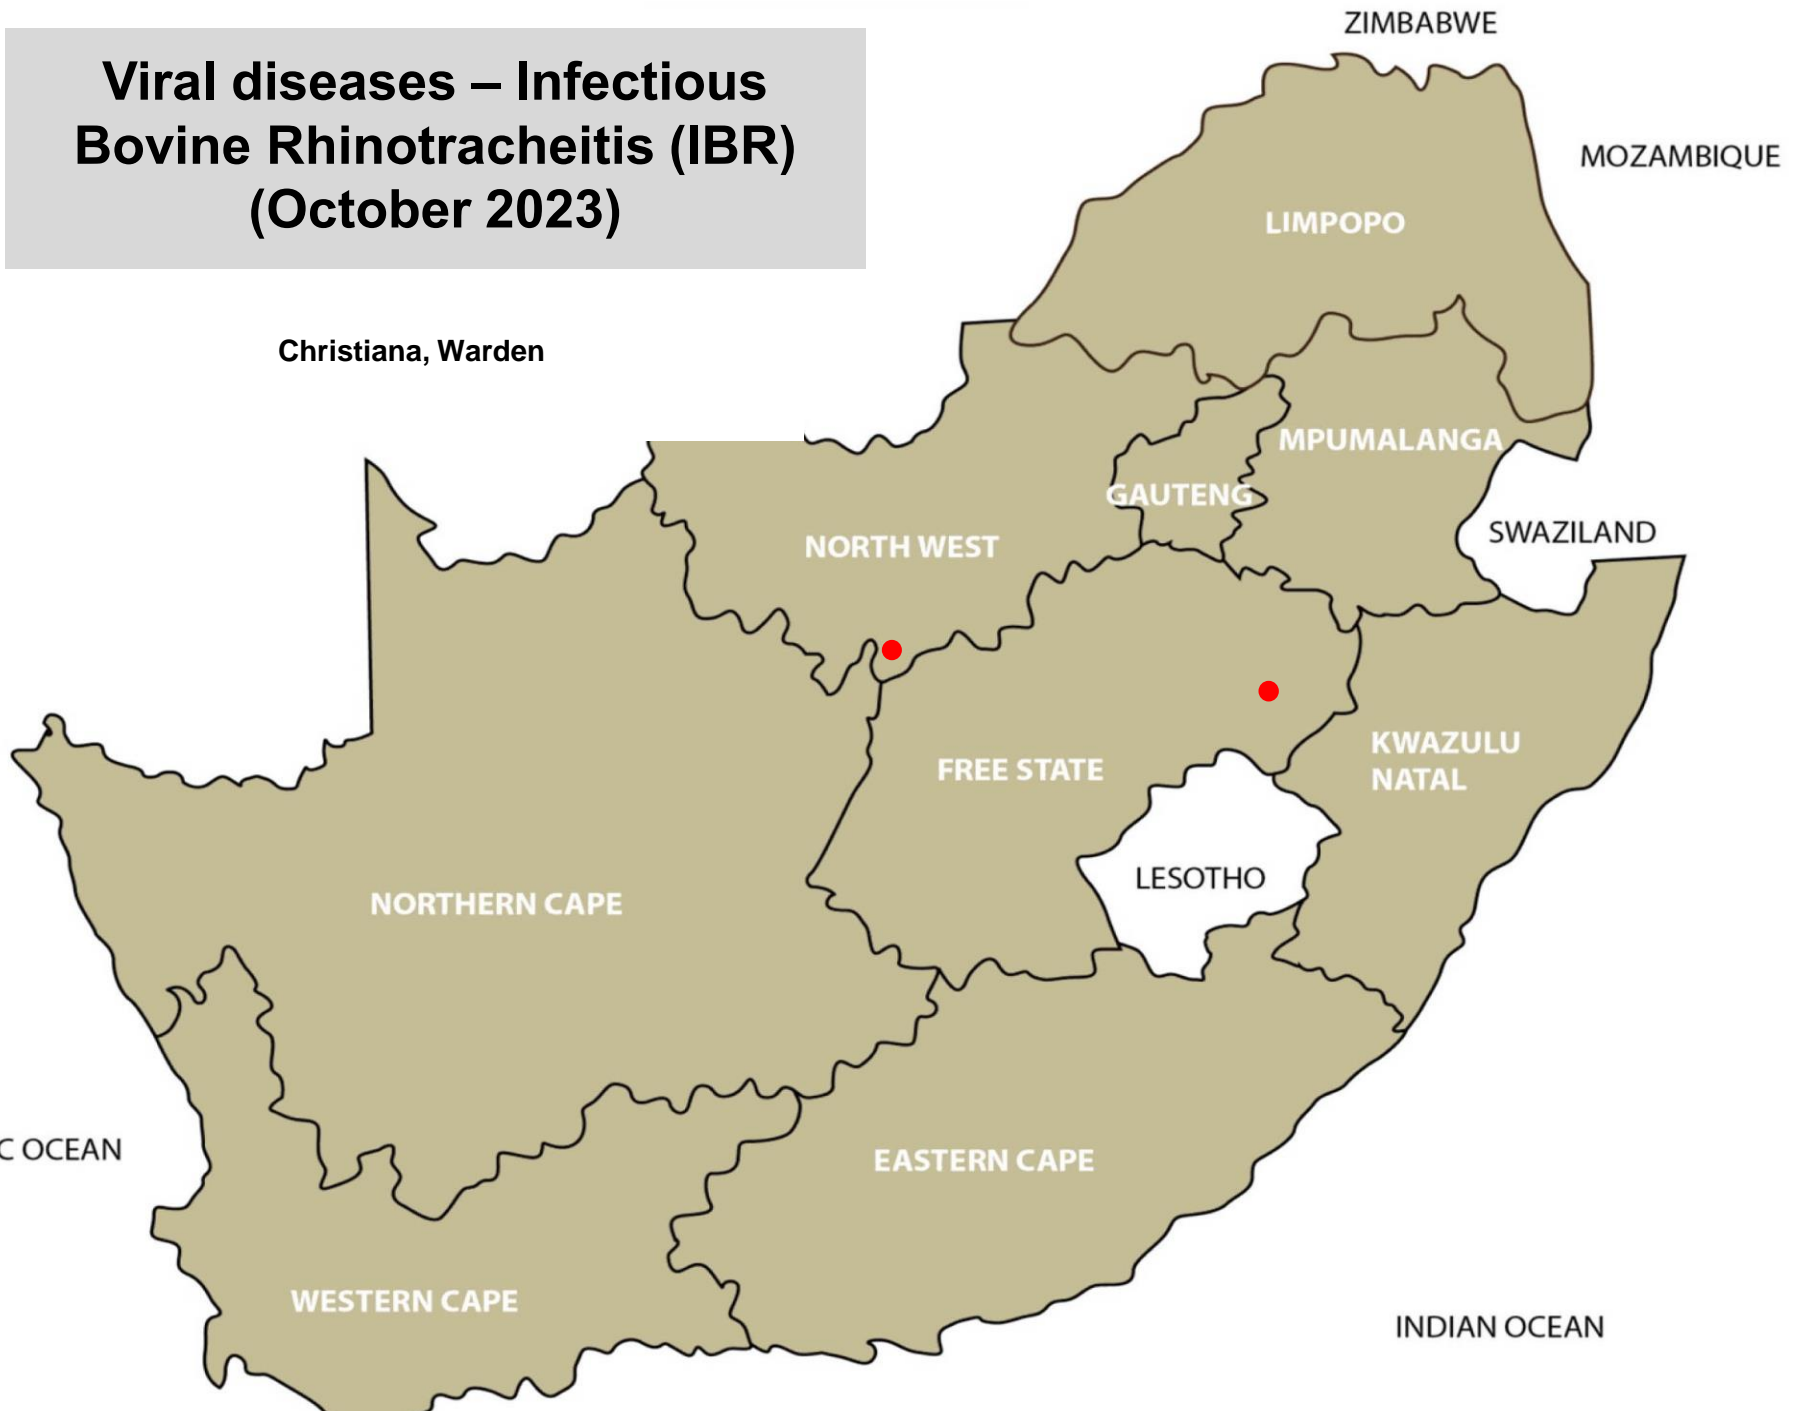 ZIMBABWE
Viral diseases – Infectious
Bovine Rhinotracheitis (IBR)
(October 2023)
MOZAMBIQUE
LIMPOPO
Christiana, Warden
MPUMALANGA
GAUTENG
SWAZILAND
NORTH WEST
KWAZULU
NATAL
FREE STATE
LESOTHO
NORTHERN CAPE
C OCEAN
EASTERN CAPE
WESTERN CAPE
INDIAN OCEAN